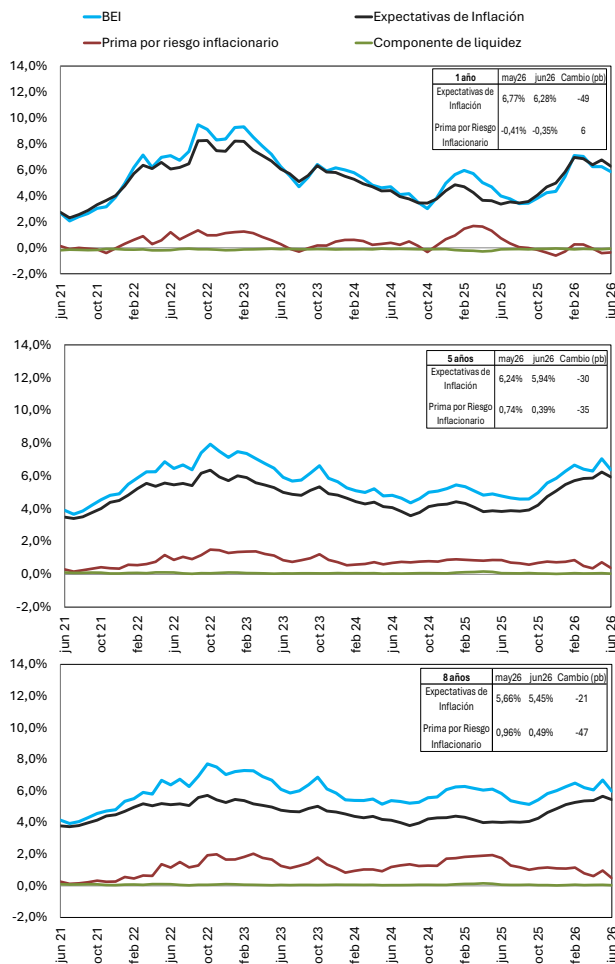 BEI
Expectativas de Inflación
Prima por riesgo inflacionario
Componente de liquidez
14,0%
12,0%
10,0%
8,0%
6,0%
4,0%
2,0%
0,0%
-2,0%
1 año may26 jun26 Cambio (pb)
Expectativas de Inflación 6,77% 6,28% -49
Prima por Riesgo Inflacionario -0,41% -0,35% 6
jun 21 oct 21 feb 22 jun 22 oct 22 feb 23 jun 23 oct 23 feb 24 jun 24 oct 24 feb 25 jun 25 oct 25 feb 26 jun 26
14,0%
12,0%
10,0%
8,0%
6,0%
4,0%
2,0%
0,0%
-2,0%
5 años may26 jun26 Cambio (pb)
Expectativas de Inflación 6,24% 5,94% -30
Prima por Riesgo Inflacionario 0,74% 0,39% -35
jun 21 oct 21 feb 22 jun 22 oct 22 feb 23 jun 23 oct 23 feb 24 jun 24 oct 24 feb 25 jun 25 oct 25 feb 26 jun 26
14,0%
12,0%
10,0%
8,0%
6,0%
4,0%
2,0%
0,0%
-2,0%
8 años may26 jun26 Cambio (pb)
Expectativas de Inflación 5,66% 5,45% -21
Prima por Riesgo Inflacionario 0,96% 0,49% -47
jun 21 oct 21 feb 22 jun 22 oct 22 feb 23 jun 23 oct 23 feb 24 jun 24 oct 24 feb 25 jun 25 oct 25 feb 26 jun 26